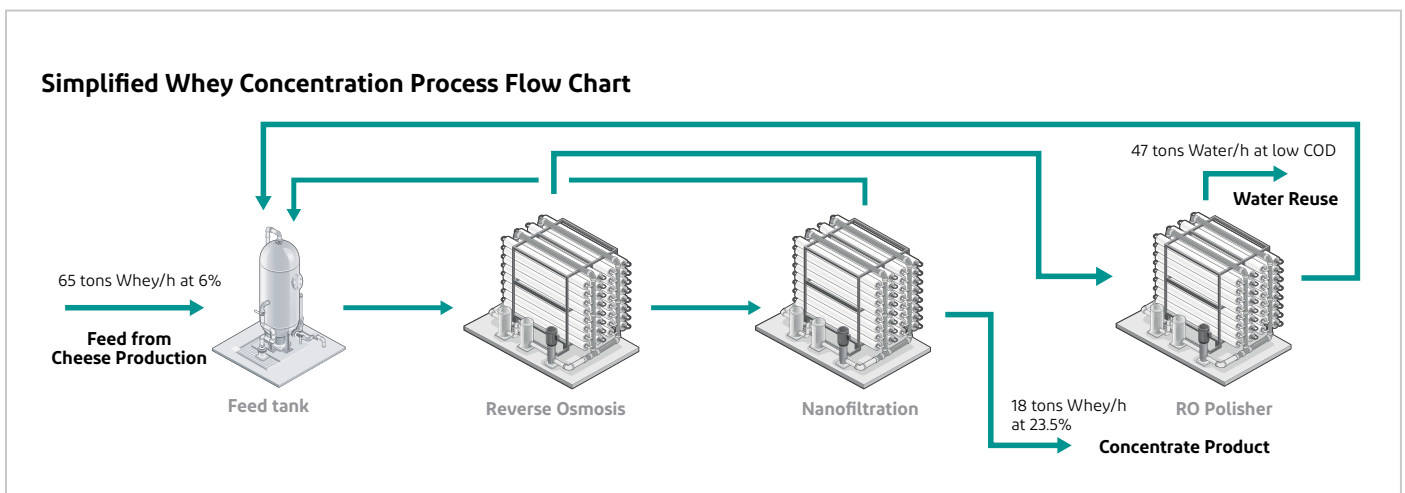 Simplified Whey Concentration Process Flow Chart
47 tons Water/h at low COD
Water Reuse
65 tons Whey/h at 6%
Feed from
Cheese Production
Feed tank
Reverse Osmosis
Nanofiltration
18 tons Whey/h
at 23.5%
RO Polisher
Concentrate Product